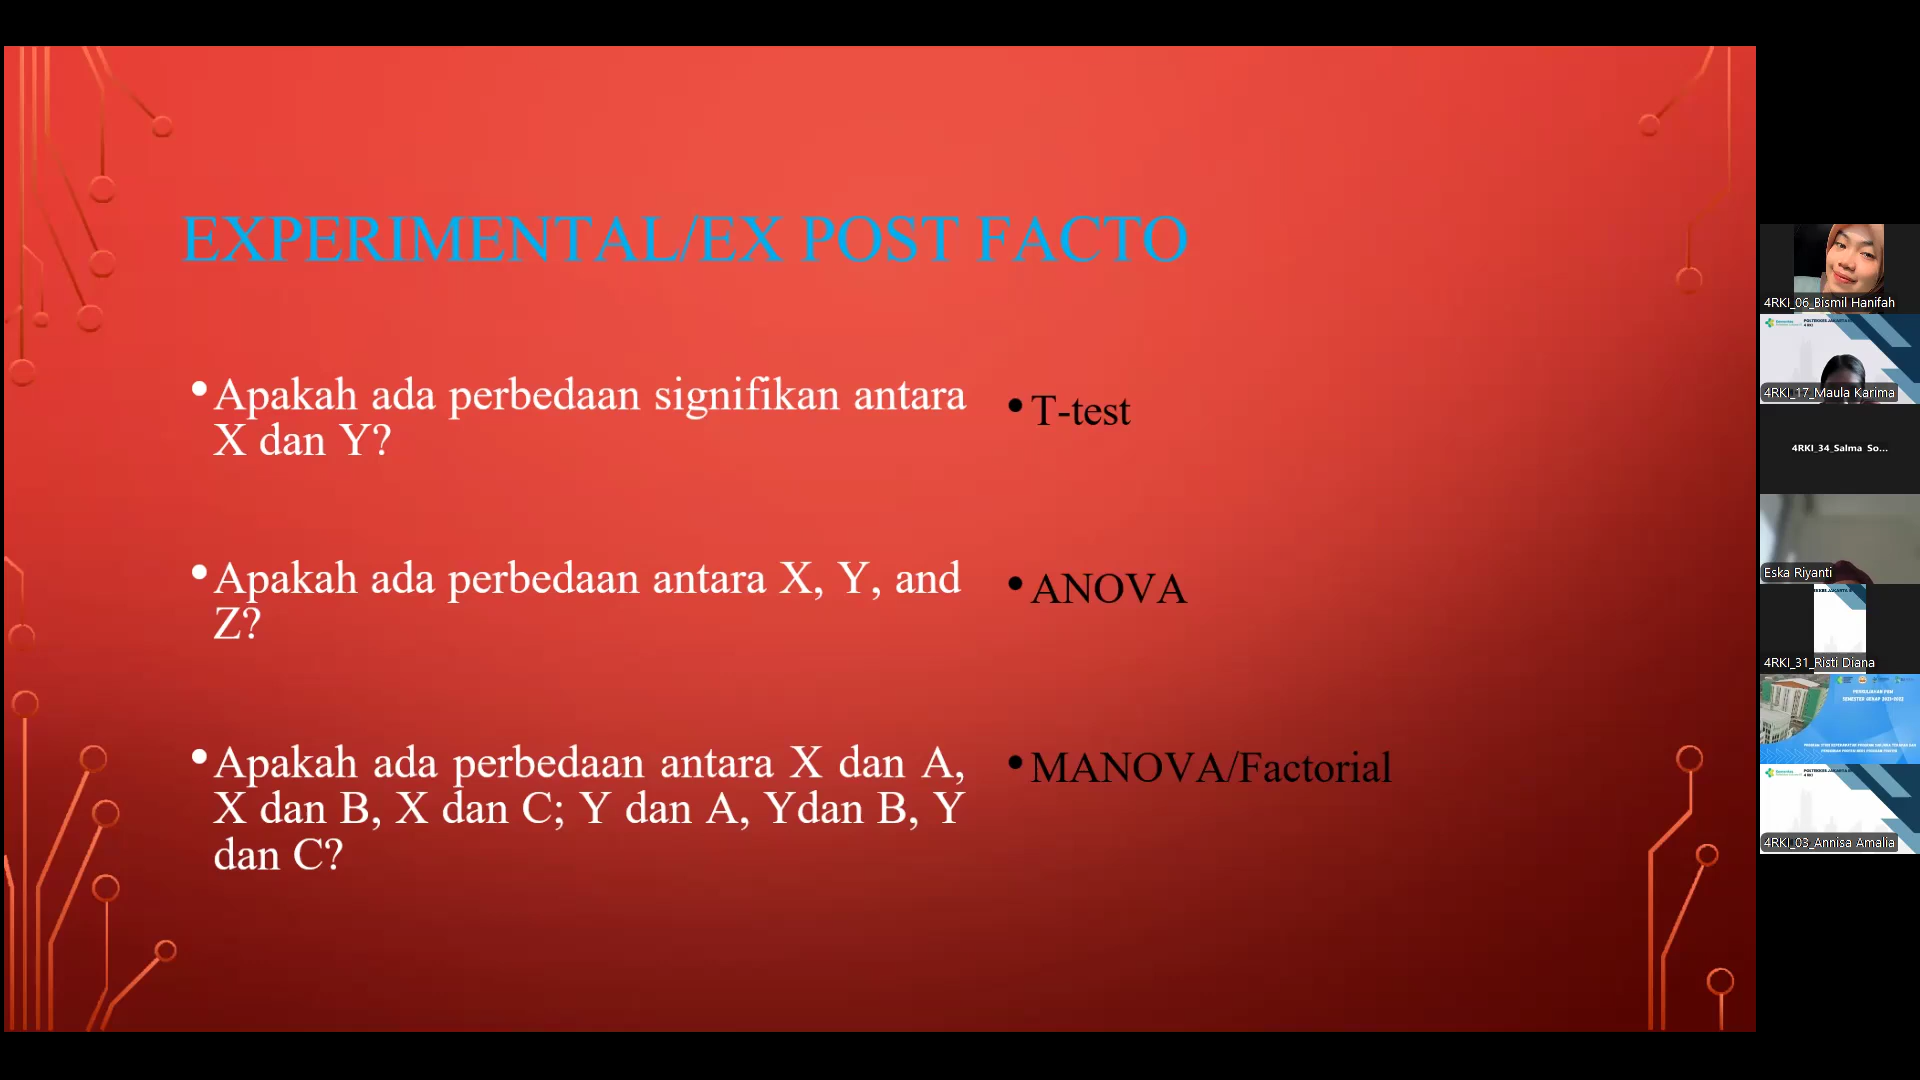 EXPERIMENTAL/EX POST FACTO
•Apakah ada perbedaan signifikan antara
X dan Y?
•T-test
•Apakah ada perbedaan antara X, Y, and
Z?
•ANOVA
•Apakah ada perbedaan antara X dan A,
X dan B, X dan C; Y dan A, Ydan B, Y
dan C?
•MANOVA/Factorial
4RKI_06_Bismil Hanifah
4RKI_17_Maula Karima
4RKI_34_Salma So...
Eska Riyanti
4RKI_31_Risti Diana
4RKI_03_Annisa Amalia